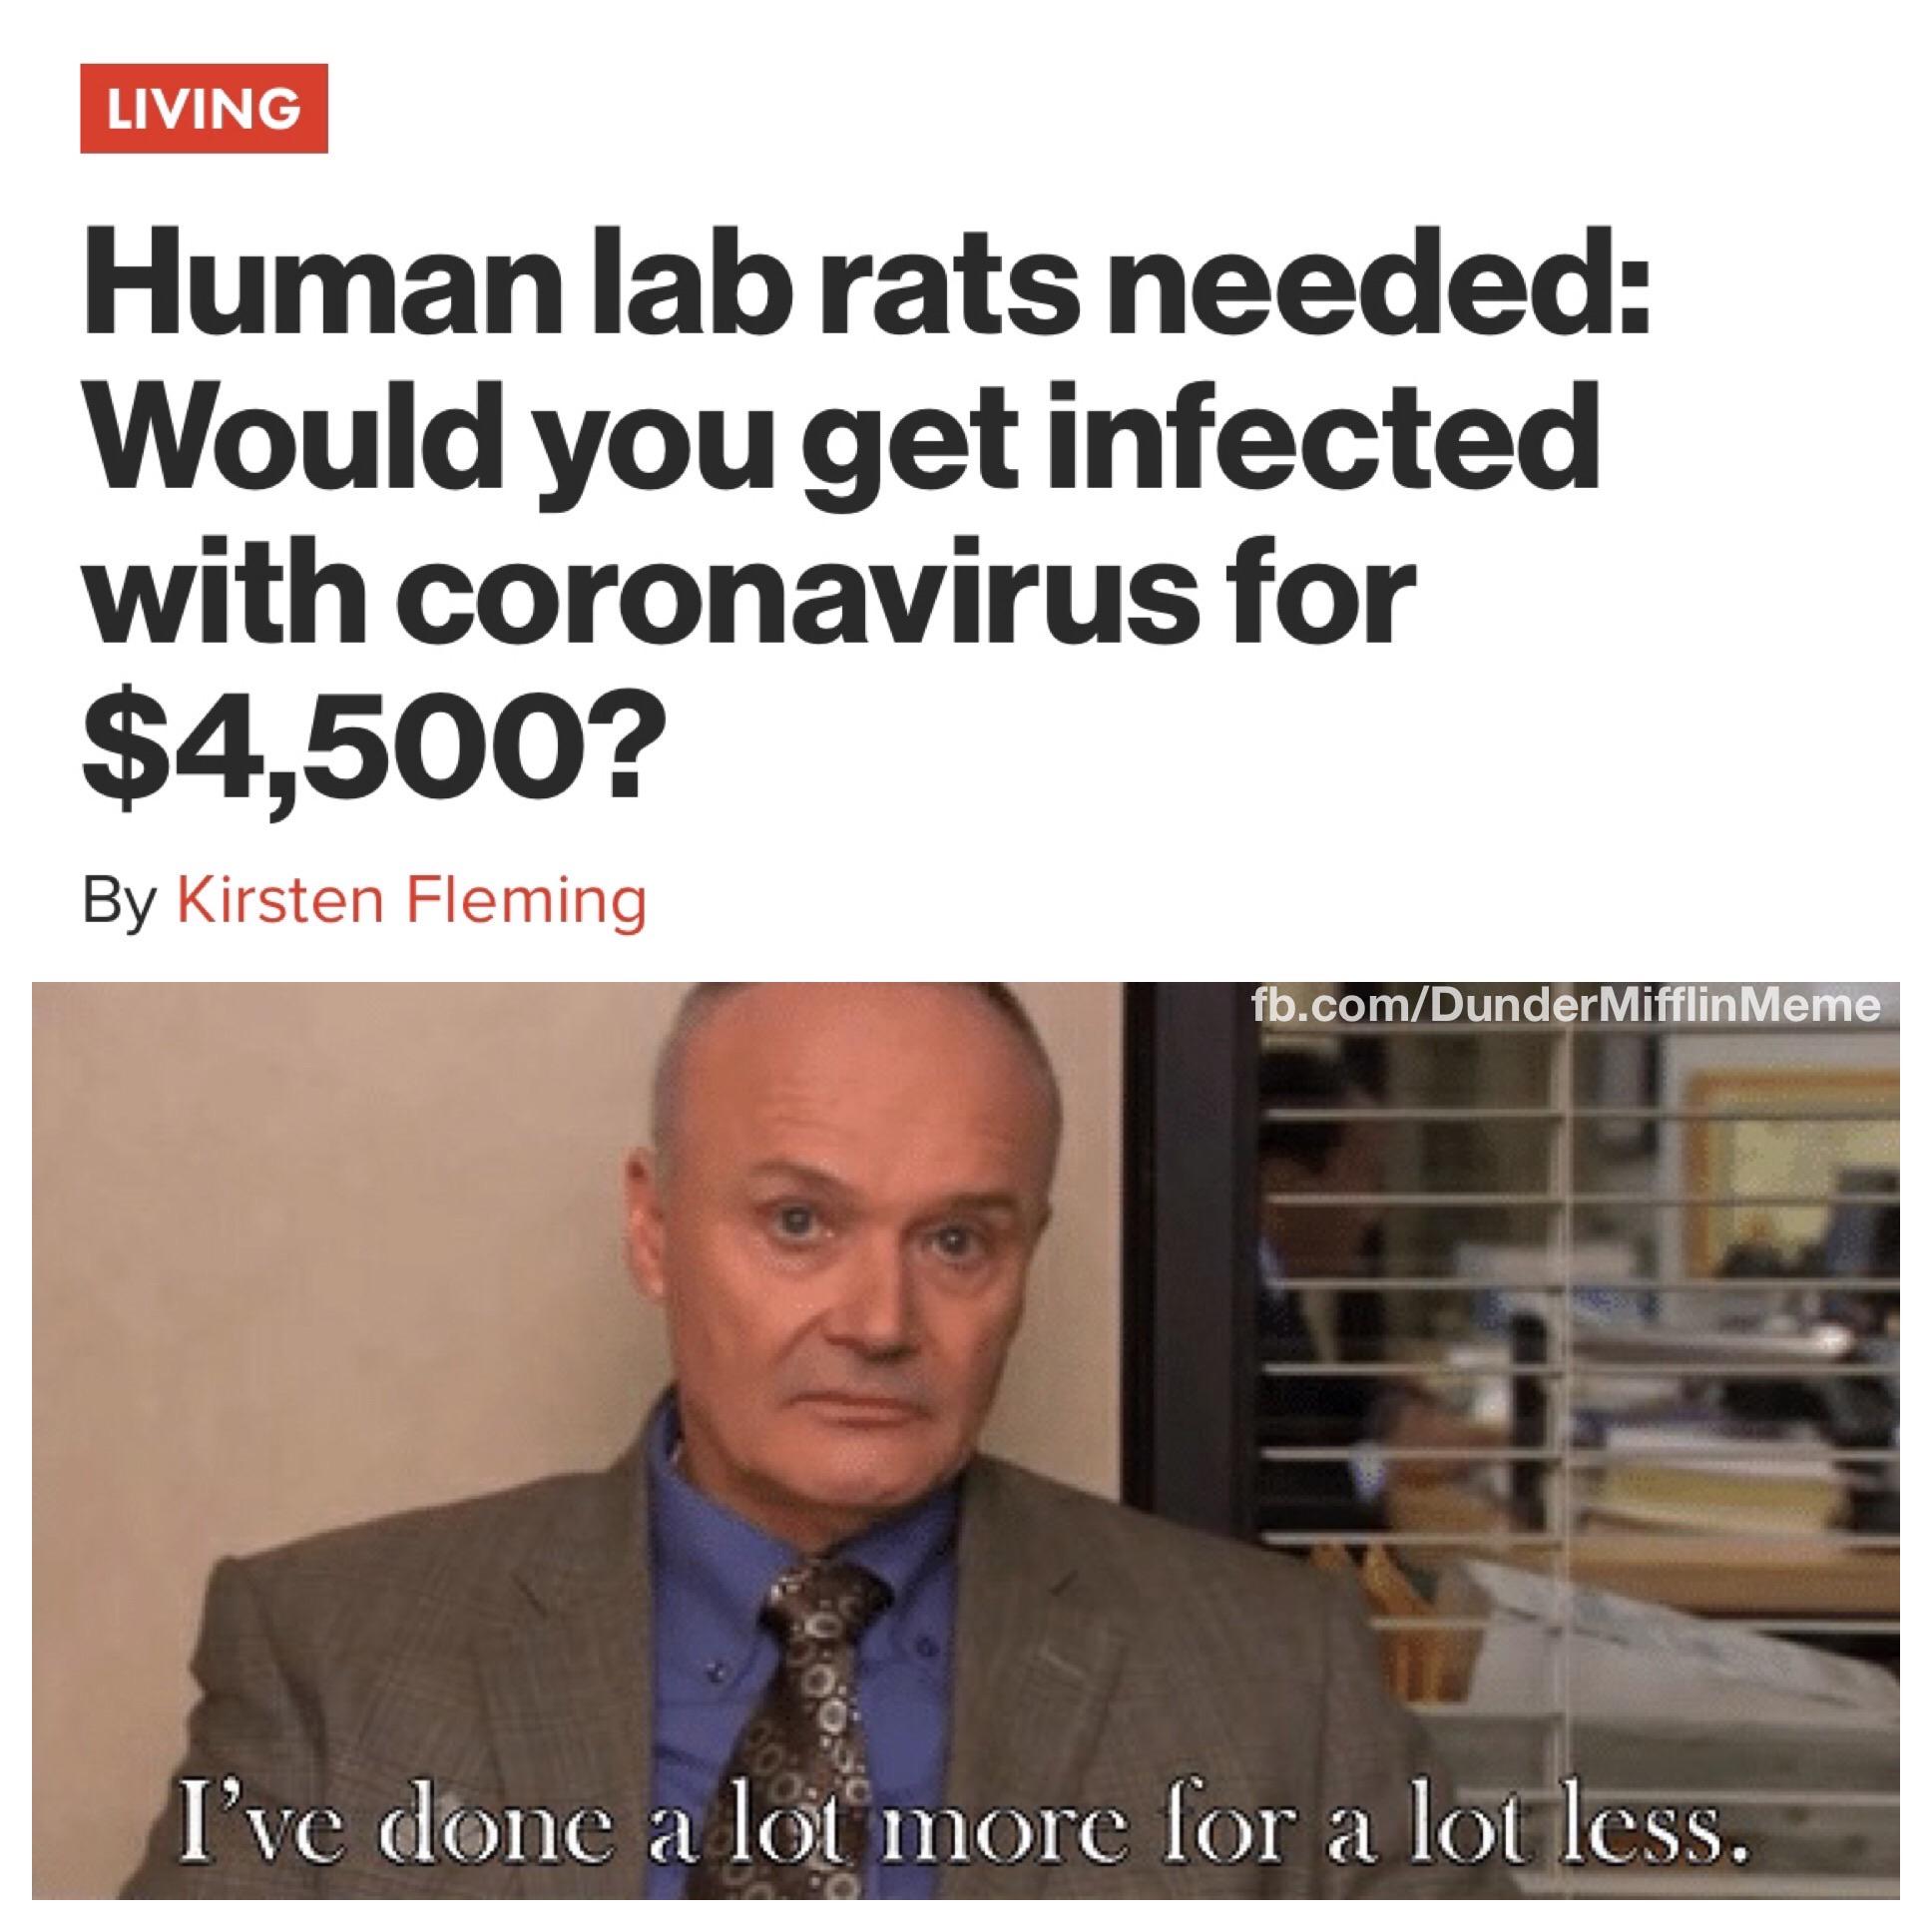 LIVING
Human lab rats needed:
Would you get infected
with coronavirus for
$4,500?
By Kirsten Fleming
fb.com/DunderMifflinMeme
I've done a lot more for a lot less.